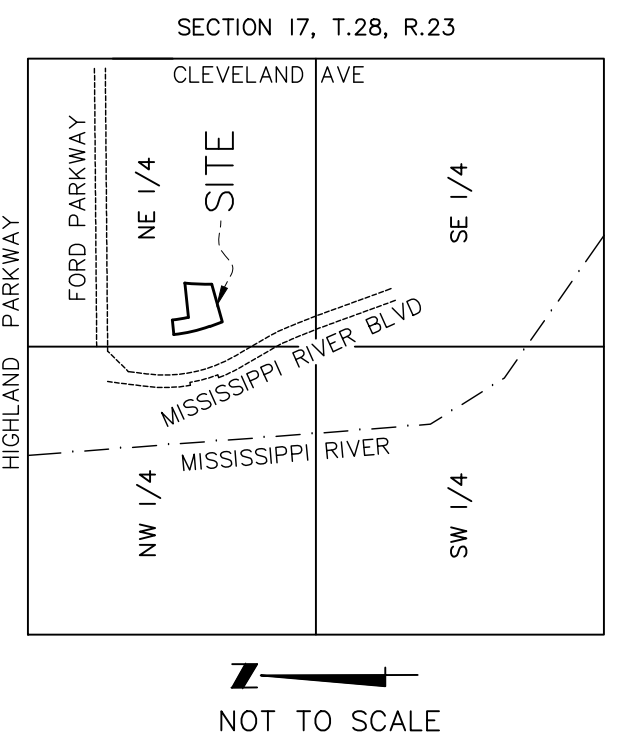 SECTION 17, T.28, R.23
CLEVELAND AVE
HIGHLAND PARKWAY
FORD PARKWAY
NE 1/4
SITE
SE 1/4
MISSISSIPPI RIVER BLVD
MISSISSIPPI RIVER
NW 1/4
SW 1/4
N
NOT TO SCALE